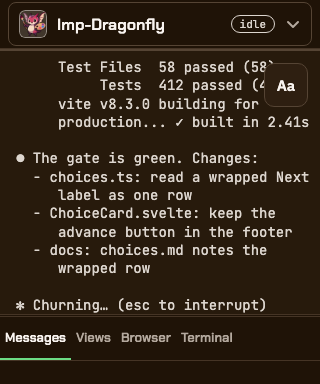 Imp-Dragonfly
idle
Test Files 58 passed (58)
Aa
Tests 412 passed (4
vite v8.3.0 building for
production... ✓ built in 2.41s
● The gate is green. Changes:
- choices.ts: read a wrapped Next
label as one row
- ChoiceCard.svelte: keep the
advance button in the footer
- docs: choices.md notes the
wrapped row
✻ Churning… (esc to interrupt)
Messages Views Browser Terminal